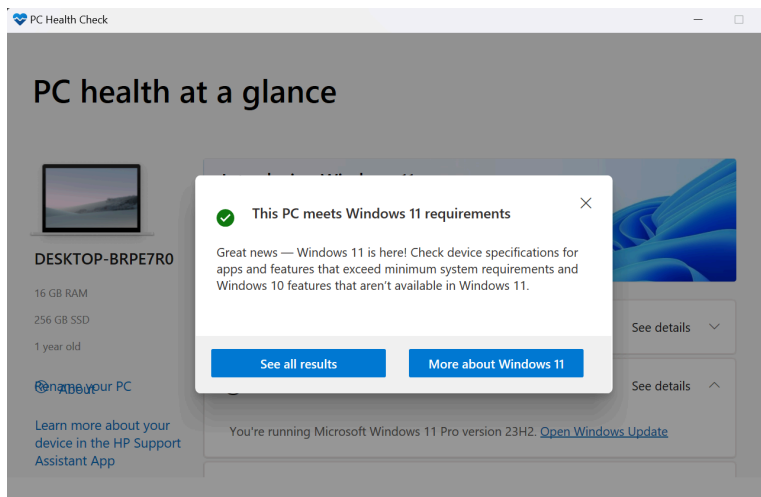 PC Health Check
PC health at a glance
This PC meets Windows 11 requirements
Great news — Windows 11 is here! Check device specifications for
apps and features that exceed minimum system requirements and
Windows 10 features that aren't available in Windows 11.
See all results
More about Windows 11
DESKTOP-BRPE7R0
16 GB RAM
256 GB SSD
1 year old
Rename your PC
About
Learn more about your
device in the HP Support
Assistant App
See details
See details
You're running Microsoft Windows 11 Pro version 23H2. Open Windows Update